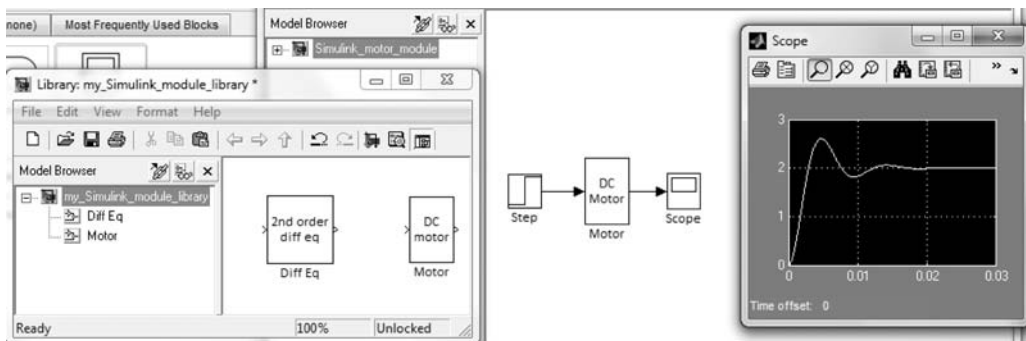 none)
Most Frequently Used Blocks
Model Browser
Simulink_motor_module
Library: my_Simulink_module_library *
File Edit View Format Help
Model Browser
my_Simulink_module_library
Diff Eq
Motor
2nd order
diff eq
Diff Eq
DC
motor
Motor
Ready
100%
Unlocked
Step
DC
Motor
Motor
Scope
Scope
3
2
1
0
0 0.01 0.02 0.03
Time offset: 0